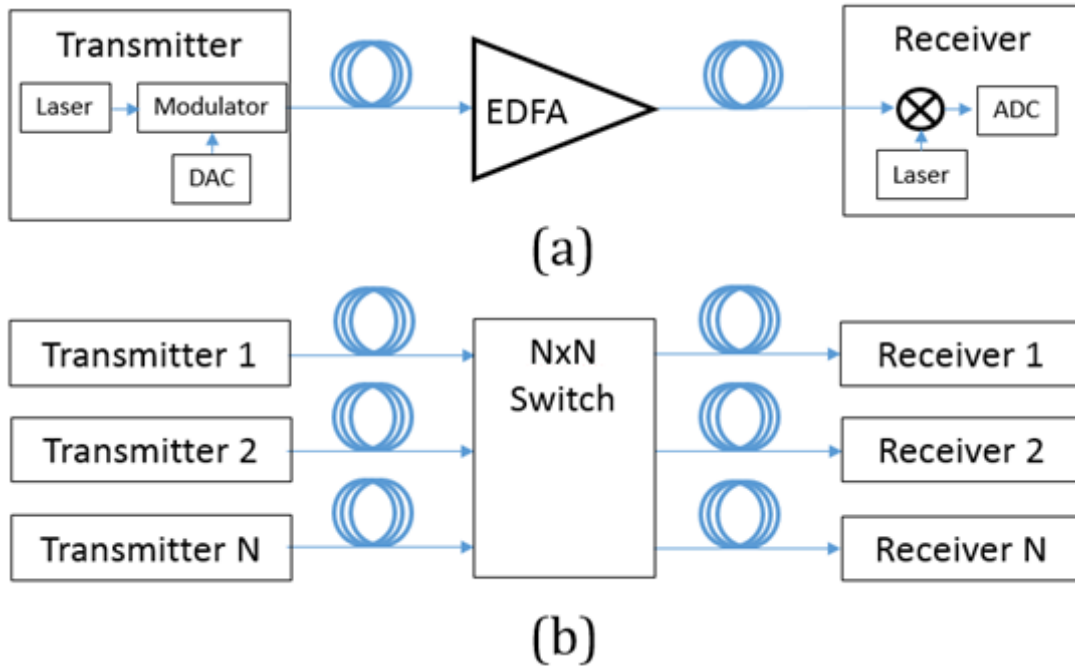 Transmitter
Laser
Modulator
DAC
EDFA
Receiver
ADC
Laser
(a)
Transmitter 1
Transmitter 2
Transmitter N
NxN
Switch
Receiver 1
Receiver 2
Receiver N
(b)